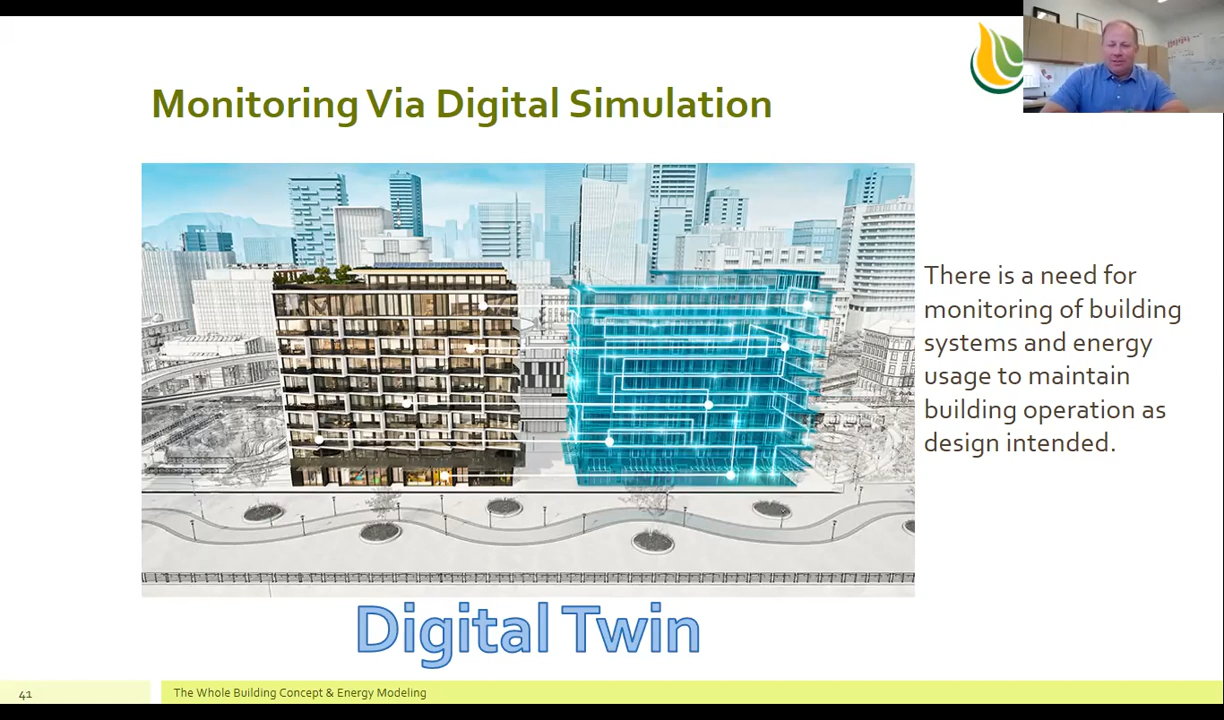 Monitoring Via Digital Simulation
There is a need for
monitoring of building
systems and energy
usage to maintain
building operation as
design intended.
Digital Twin
41
The Whole Building Concept & Energy Modeling